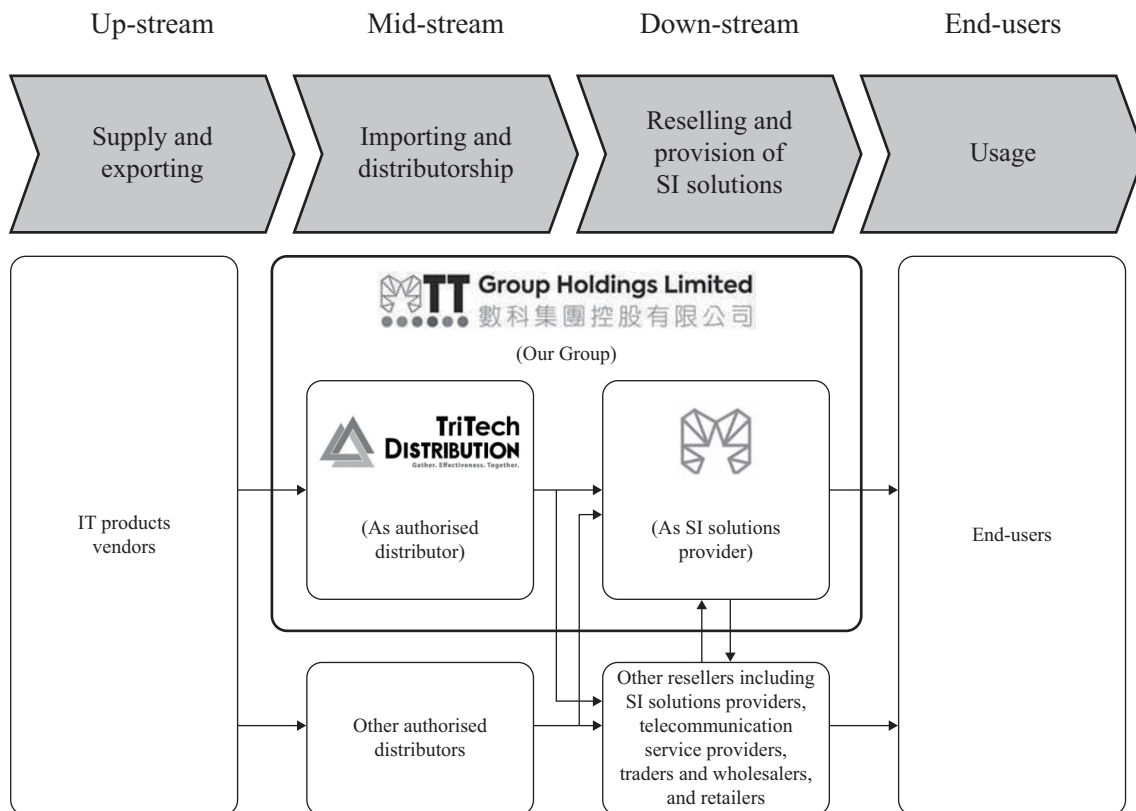 Up-stream
Mid-stream
Down-stream
End-users
Supply and
exporting
Importing and
distributorship
Reselling and
provision of
SI solutions
Usage
TT Group Holdings Limited
數科集團控股有限公司
(Our Group)
TriTech
Distribution
Gather. Effectiveness. Together.
IT products
vendors
(As authorised
distributor)
(As SI solutions
provider)
End-users
Other authorised
distributors
Other resellers including
SI solutions providers,
telecommunication
service providers,
traders and wholesalers,
and retailers